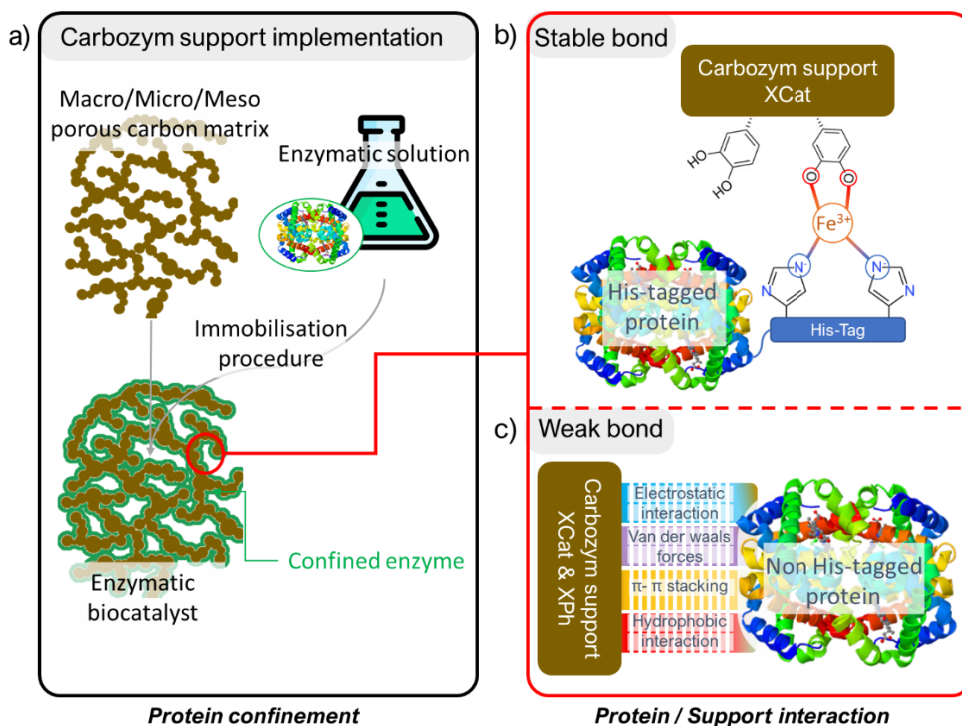 a)
Carbozym support implementation
Macro/Micro/Meso
porous carbon matrix
Enzymatic solution
Immobilisation
procedure
Confined enzyme
Enzymatic
biocatalyst
Protein confinement
b)
Stable bond
Carbozym support
XCat
HO
HO
O
O
Fe³⁺
N⁻
N⁻
N
N
His-tagged
protein
His-Tag
c)
Weak bond
Carbozym support
XCat & XPh
Electrostatic
interaction
Van der waals
forces
π- π stacking
Hydrophobic
interaction
Non His-tagged
protein
Protein / Support interaction